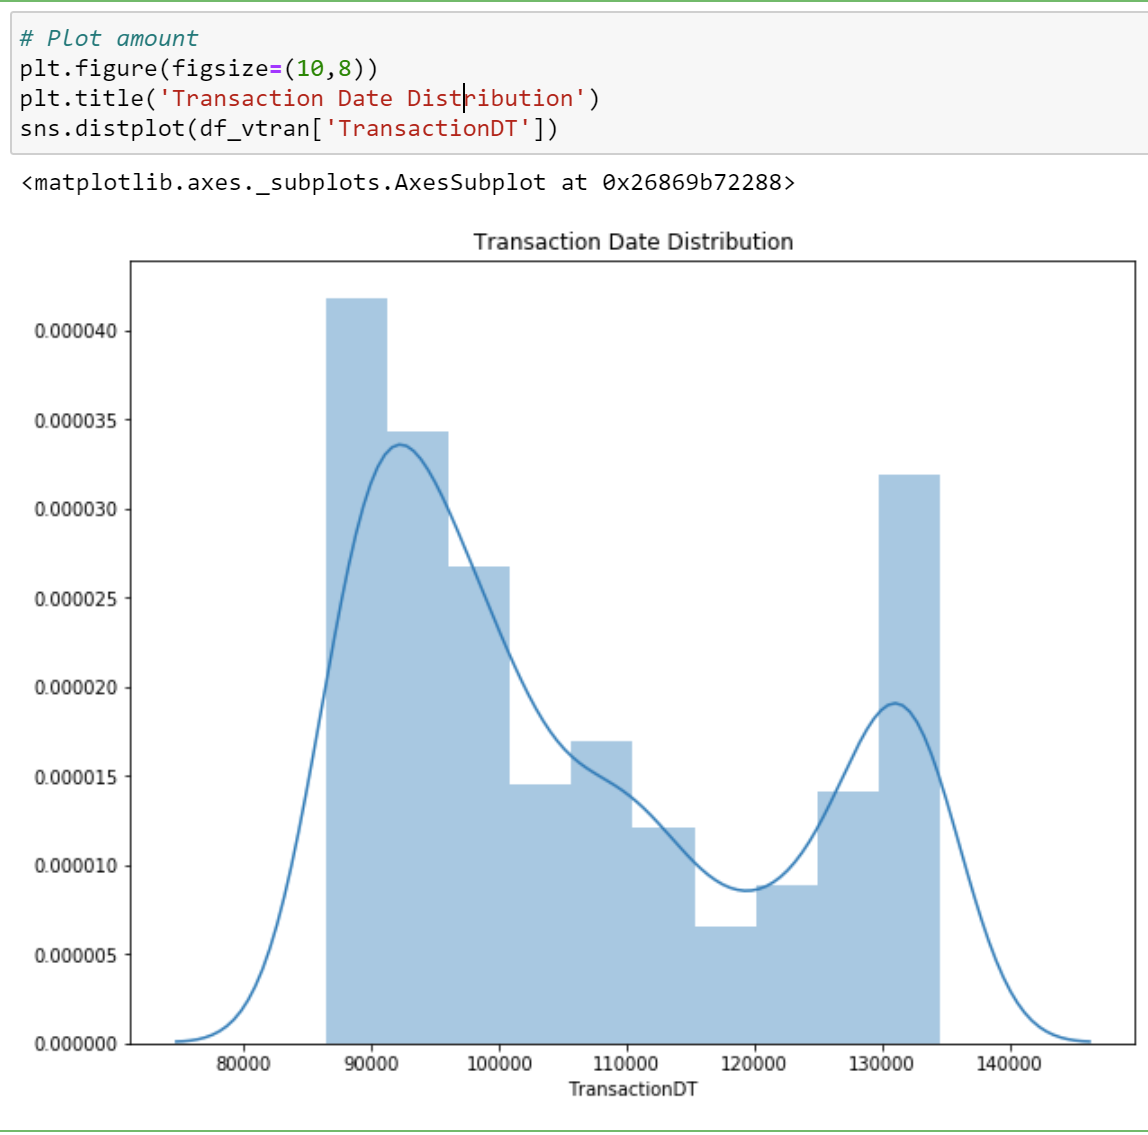 # Plot amount
plt.figure(figsize=(10,8))
plt.title('Transaction Date Distribution')
sns.distplot(df_vtran['TransactionDT'])
<matplotlib.axes._subplots.AxesSubplot at 0x26869b72288>
Transaction Date Distribution
0.000040
0.000035
0.000030
0.000025
0.000020
0.000015
0.000010
0.000005
0.000000
80000 90000 100000 110000 120000 130000 140000
TransactionDT